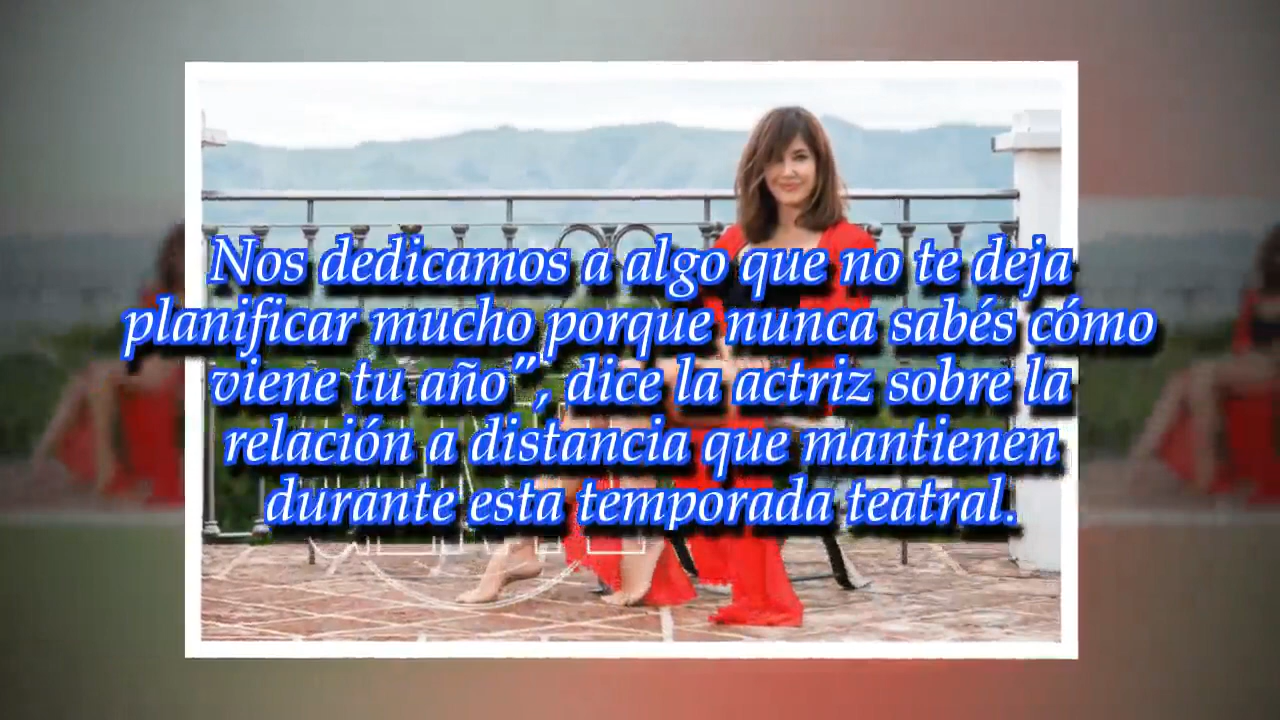 Nos dedicamos a algo que no te deja
planificar mucho porque nunca sabés cómo
viene tu año”, dice la actriz sobre la
relación a distancia que mantienen
durante esta temporada teatral.